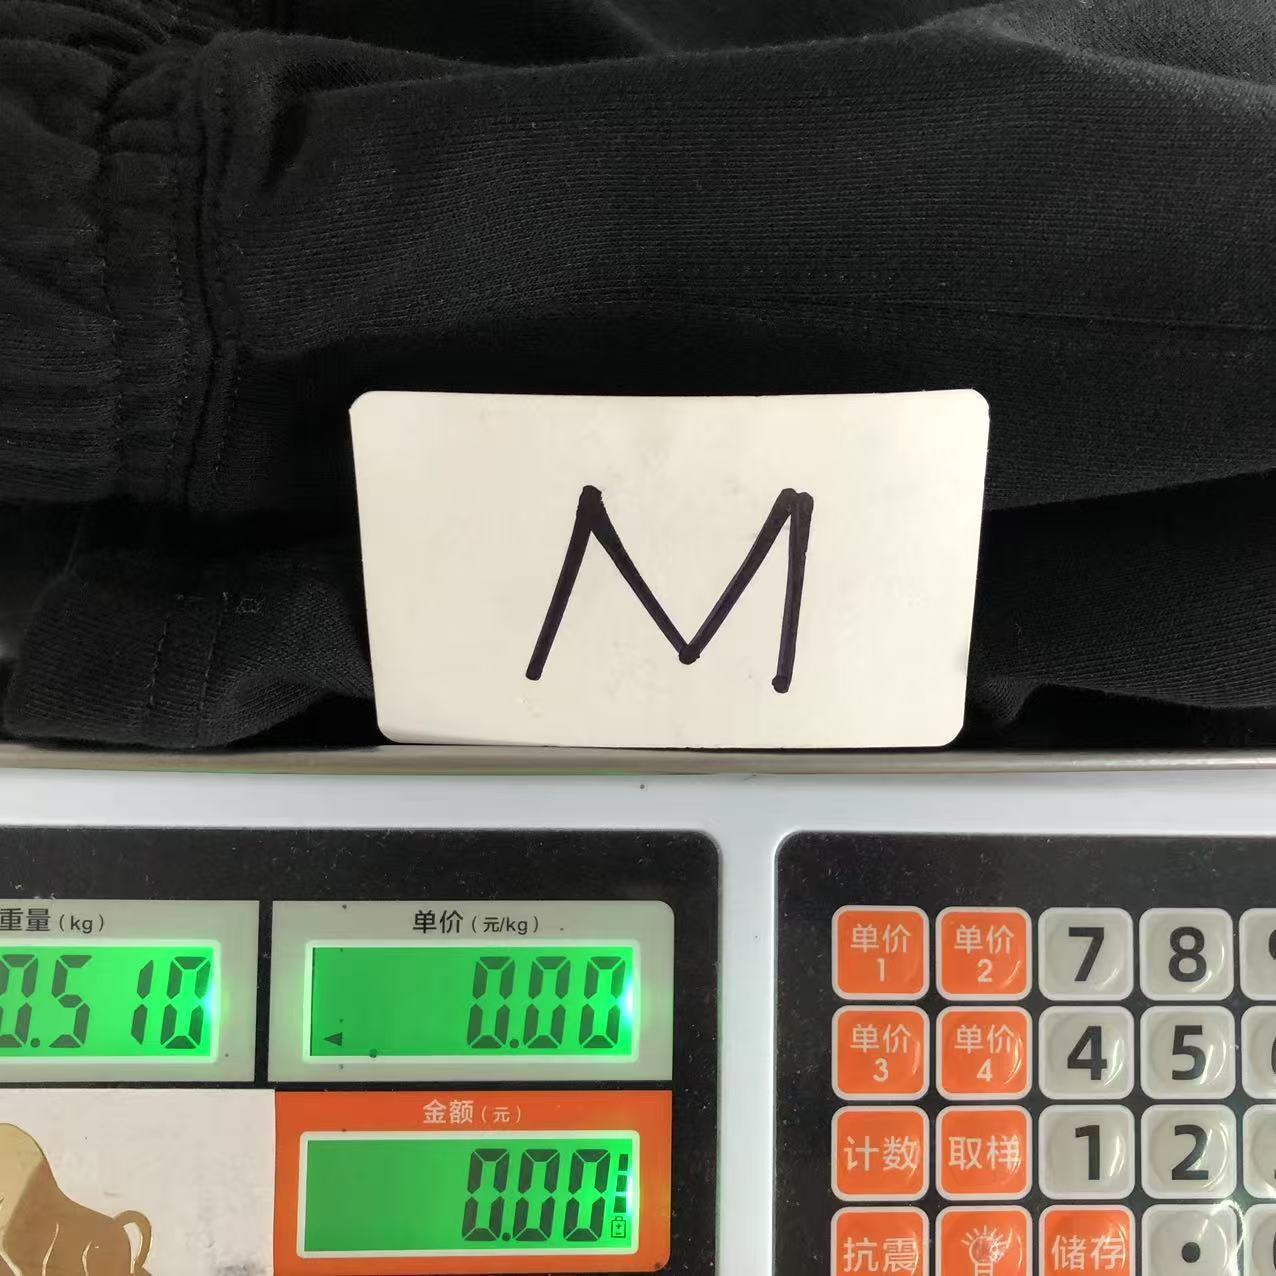 M
重量（kg）
单价（元/kg）
0.510
0.00
金额（元）
0.00
单价1
单价2
7
8
单价3
单价4
4
5
计数
取样
1
2
抗震
储存
.